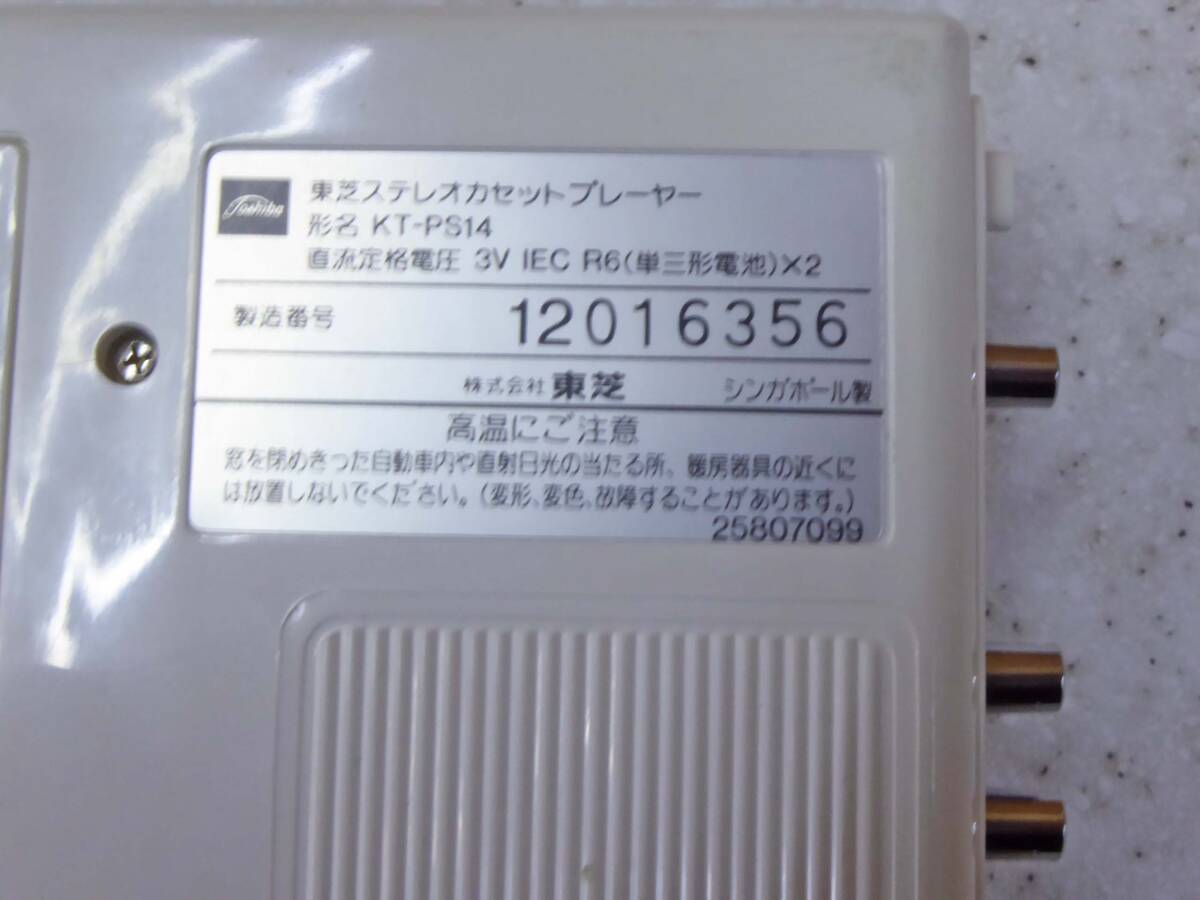 Toshiba
東芝ステレオカセットプレーヤー
形名 KT-PS14
直流定格電圧 3V IEC R6(単三形電池)×2
製造番号 12016356
株式会社 東芝 シンガポール製
高温にご注意
窓を閉めきった自動車内や直射日光の当たる所、暖房器具の近くに
は放置しないでください。(変形、変色、故障することがあります。)
25807099